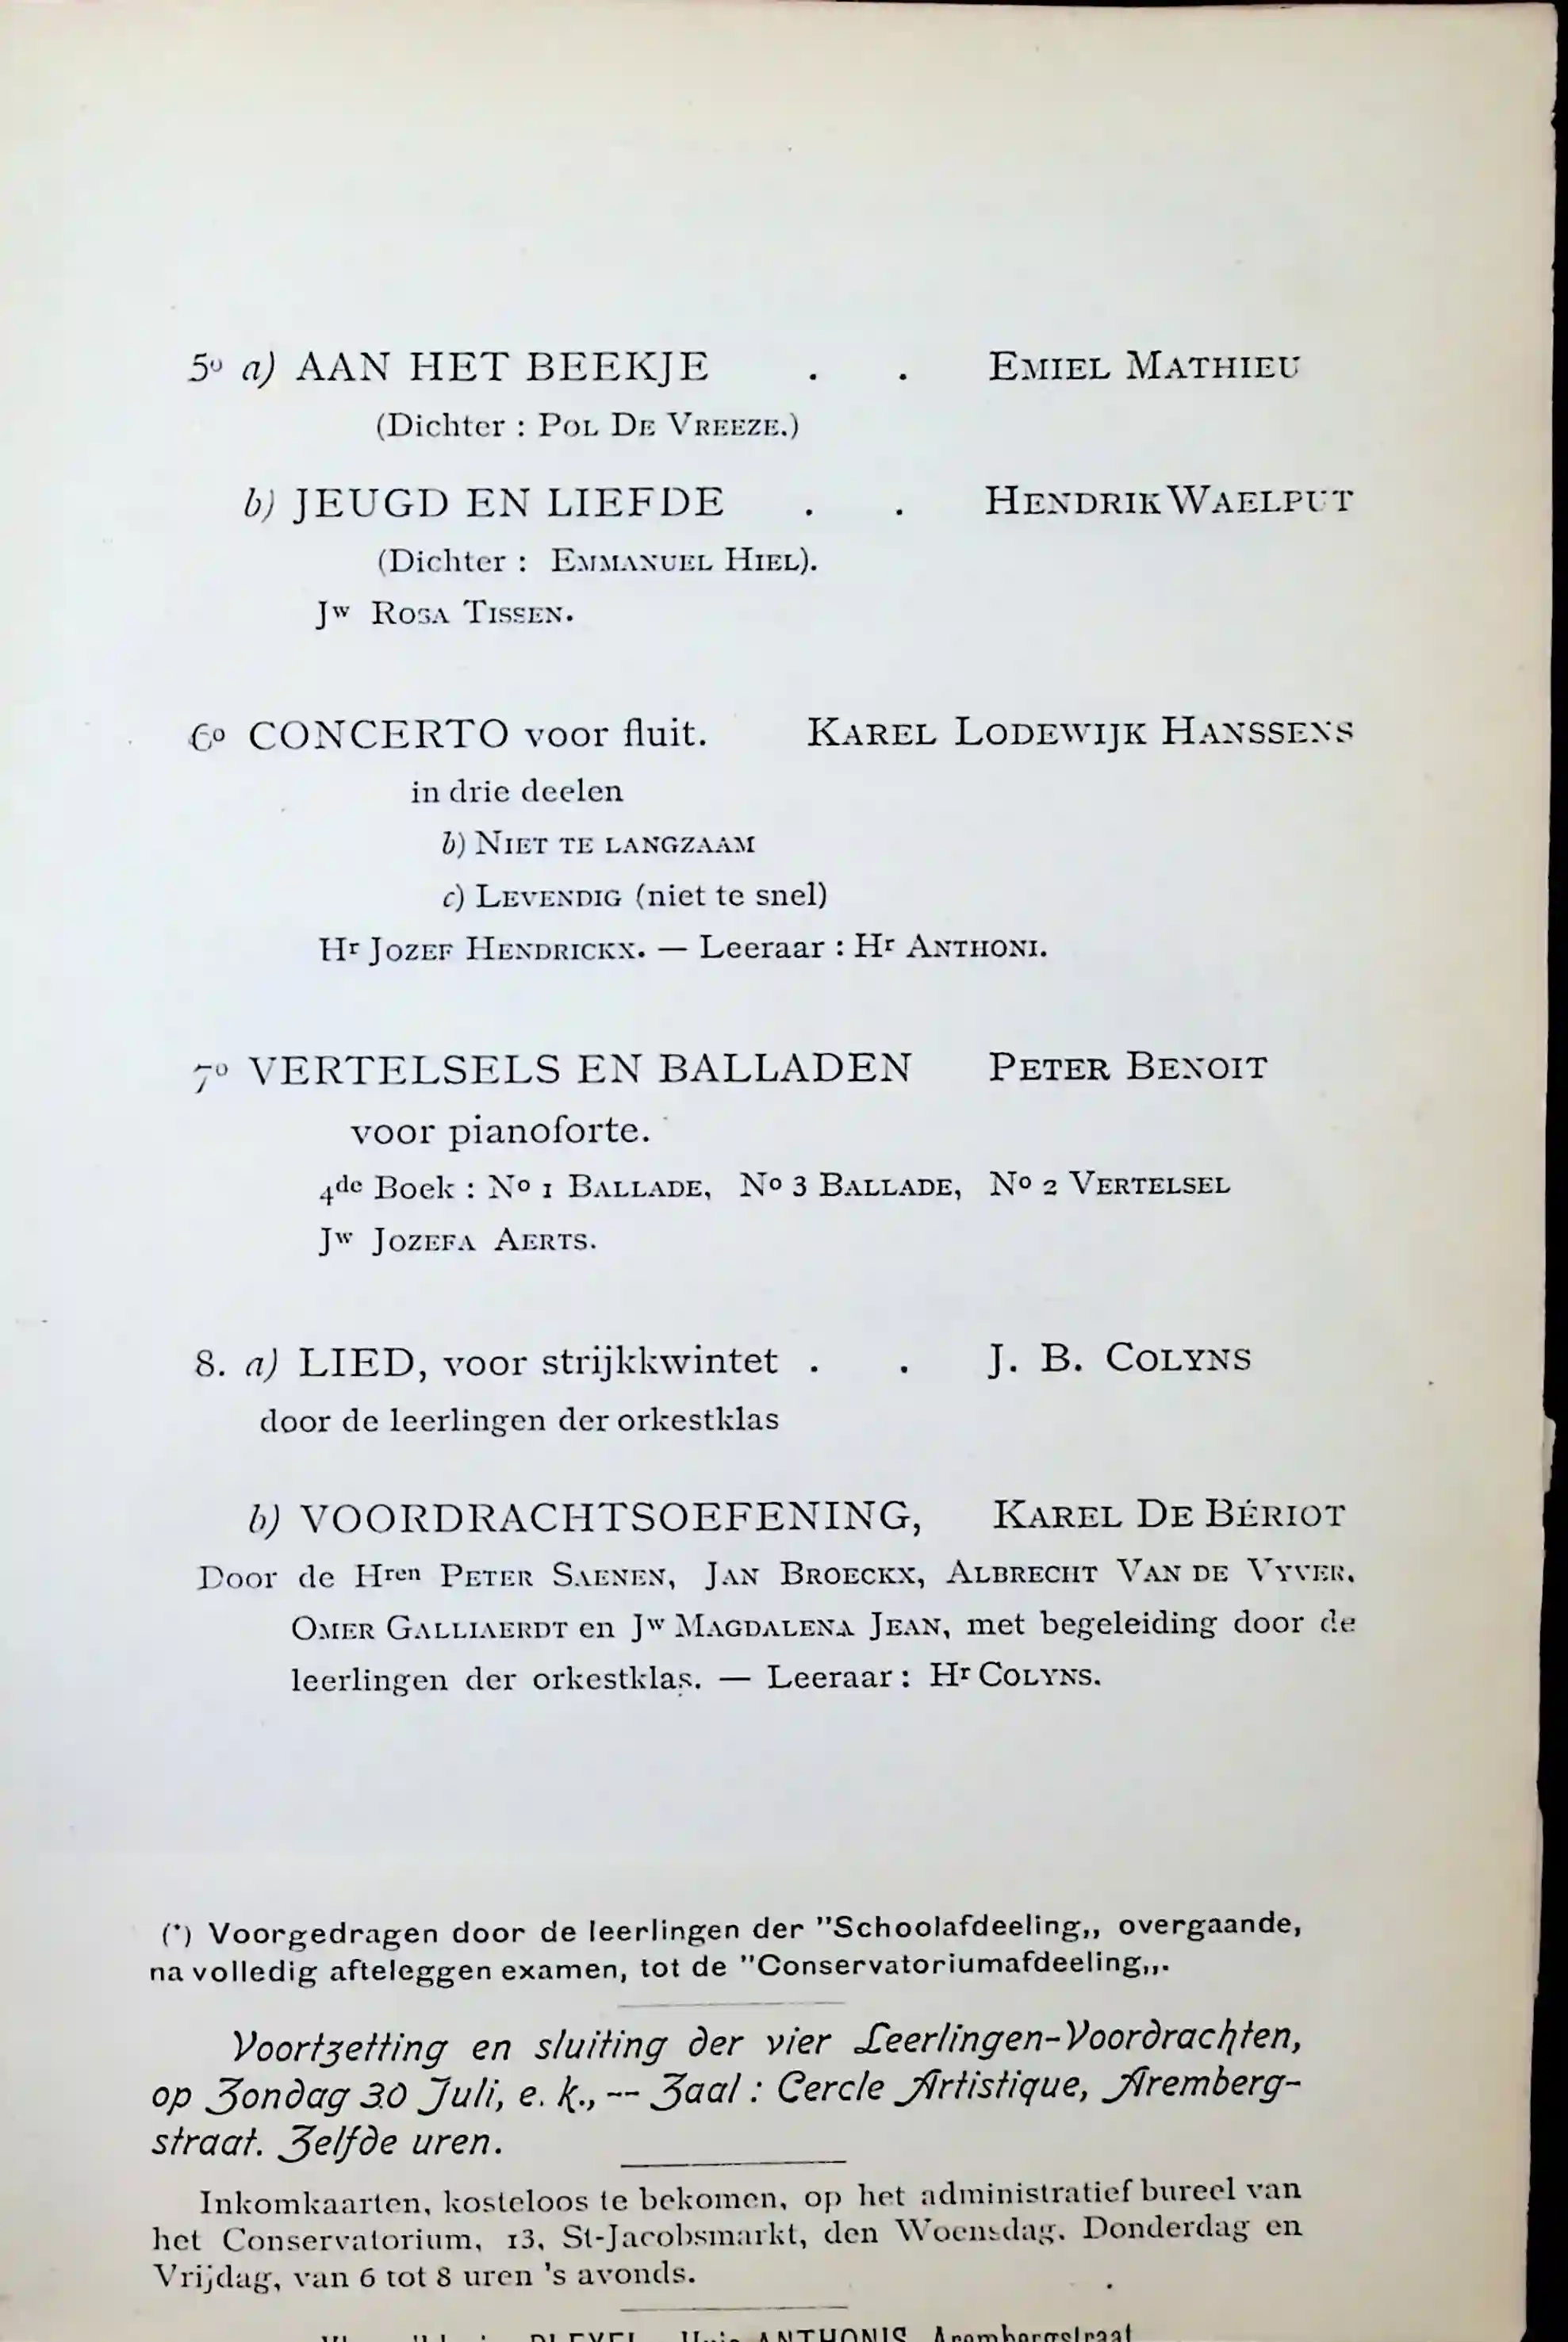 5º a) AAN HET BEEKJE . . EMIEL MATHIEU
(Dichter : POL DE VREEZE.)
b) JEUGD EN LIEFDE . . HENDRIK WAELPUT
(Dichter : EMMANUEL HIEL).
Jw ROSA TISSEN.
6º CONCERTO voor fluit. KAREL LODEWIJK HANSSENS
in drie deelen
b) NIET TE LANGZAAM
c) LEVENDIG (niet te snel)
Hr JOZEF HENDRICKX. — Leeraar : Hr ANTHONI.
7º VERTELSELS EN BALLADEN PETER BENOIT
voor pianoforte.
4de Boek : Nº 1 BALLADE, Nº 3 BALLADE, Nº 2 VERTELSEL
Jw JOZEFA AERTS.
8. a) LIED, voor strijkkwintet . . J. B. COLYNS
door de leerlingen der orkestklas
b) VOORDRACHTSOEFENING, KAREL DE BÉRIOT
Door de Hren PETER SAENEN, JAN BROECKX, ALBRECHT VAN DE VYVER,
OMER GALLIAERDT en Jw MAGDALENA JEAN, met begeleiding door de
leerlingen der orkestklas. — Leeraar : Hr COLYNS.
(*) Voorgedragen door de leerlingen der "Schoolafdeeling,, overgaande,
na volledig afteleggen examen, tot de "Conservatoriumafdeeling,,.
Voortzetting en sluiting der vier Leerlingen-Voordrachten,
op Zondag 30 Juli, e. k., -- Zaal : Cercle Artistique, Aremberg-
straat. Zelfde uren.
Inkomkaarten, kosteloos te bekomen, op het administratief bureel van
het Conservatorium, 13, St-Jacobsmarkt, den Woensdag, Donderdag en
Vrijdag, van 6 tot 8 uren 's avonds.
PLEYEL Huis ANTHONIS, Arembergstraat